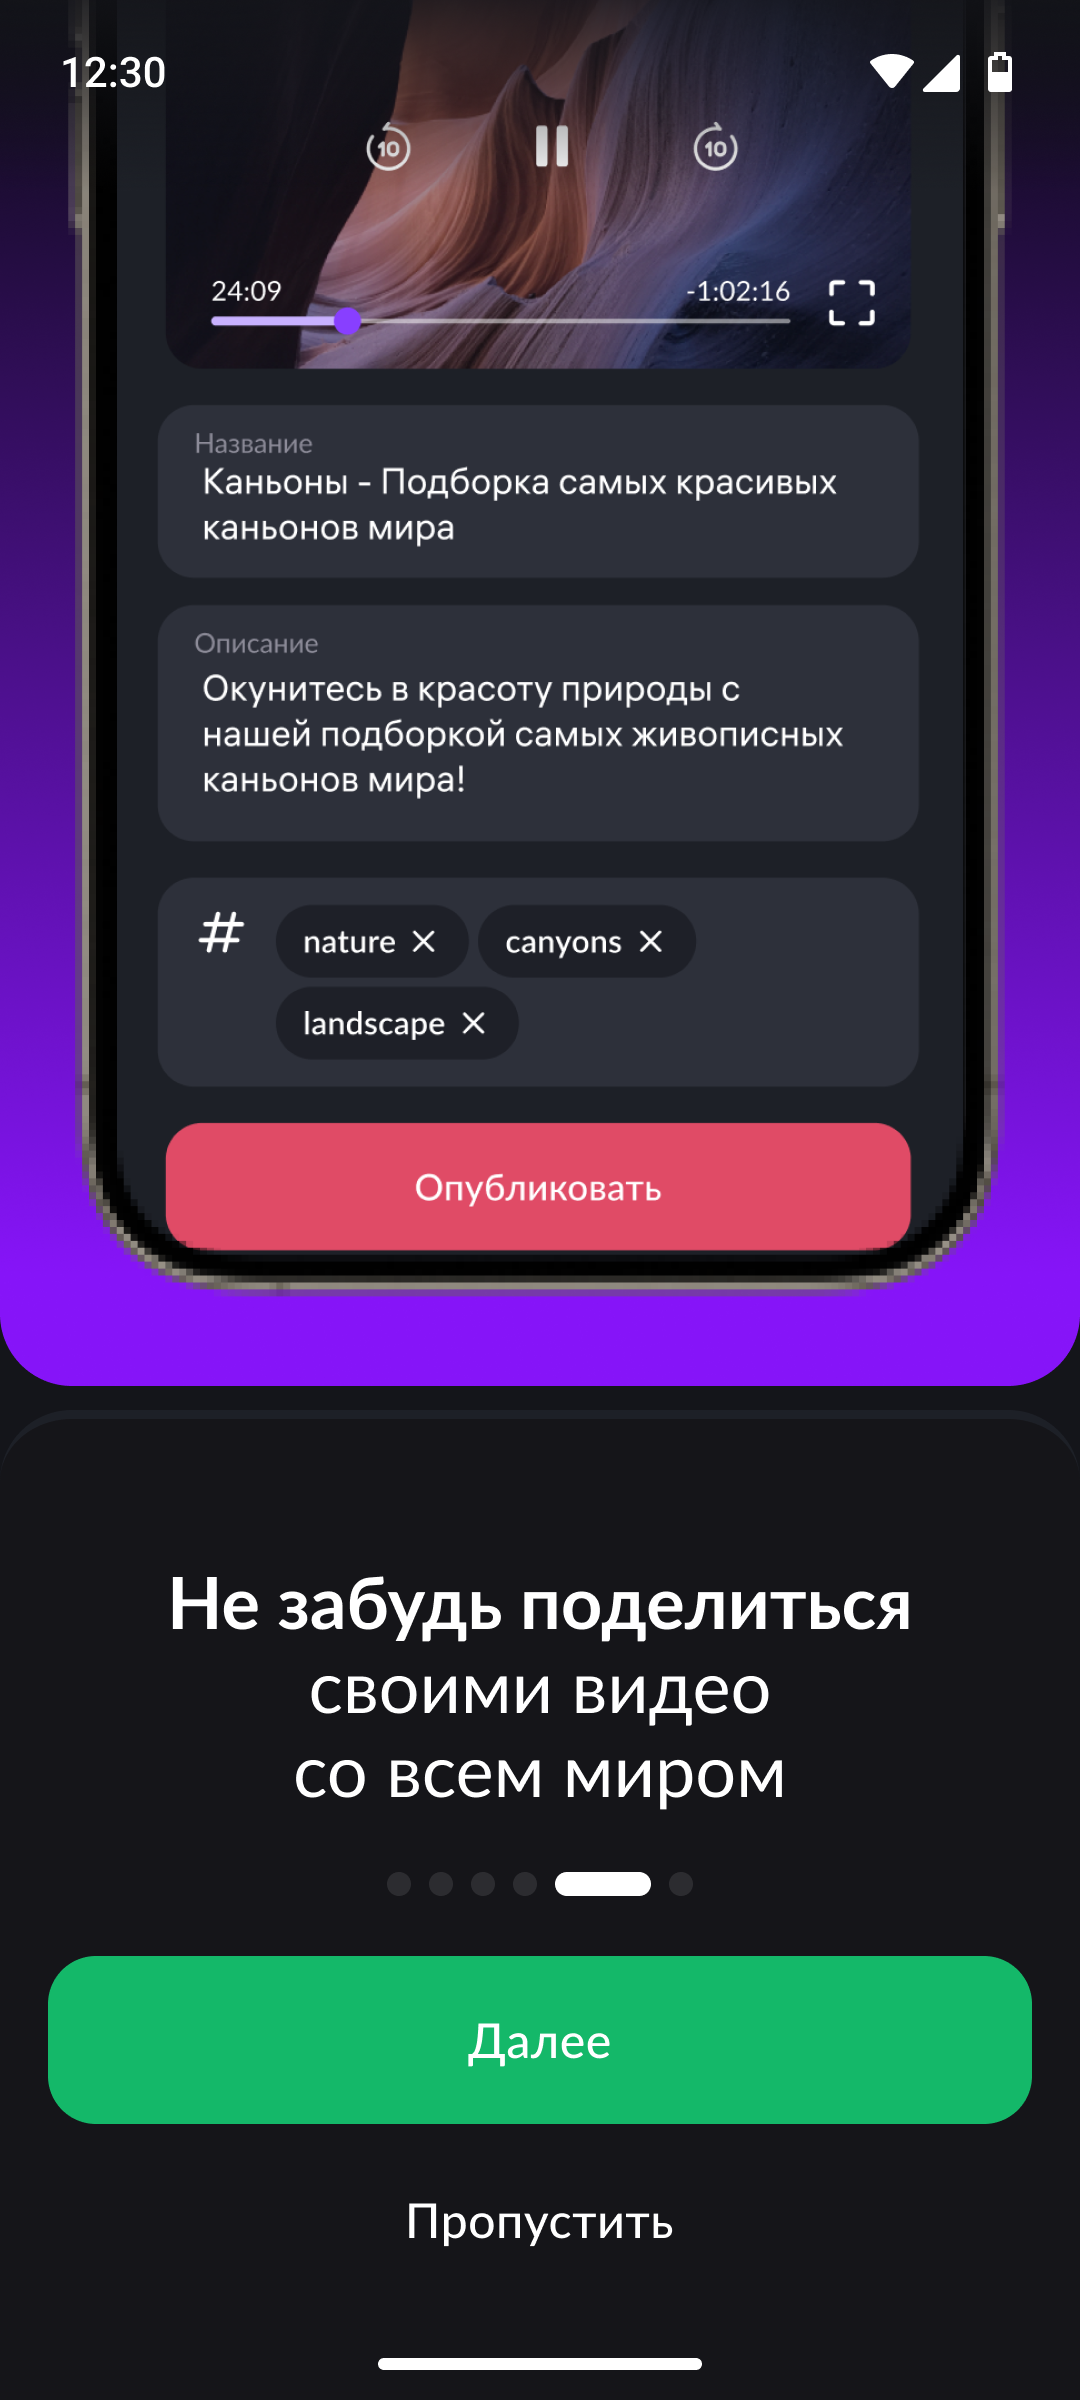 12:30
10
10
24:09
-1:02:16
Название
Каньоны - Подборка самых красивых
каньонов мира
Описание
Окунитесь в красоту природы с
нашей подборкой самых живописных
каньонов мира!
# nature canyons
landscape
Опубликовать
Не забудь поделиться
своими видео
со всем миром
Далее
Пропустить